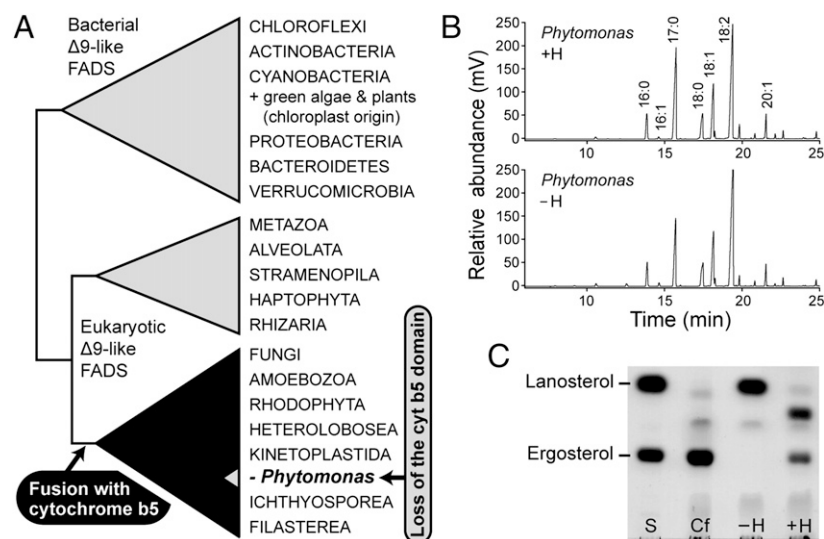 A
Bacterial
Δ9-like
FADS
CHLOROFLEXI
ACTINOBACTERIA
CYANOBACTERIA
+ green algae & plants
(chloroplast origin)
PROTEOBACTERIA
BACTEROIDETES
VERRUCOMICROBIA
METAZOA
ALVEOLATA
STRAMENOPILA
HAPTOPHYTA
RHIZARIA
Eukaryotic
Δ9-like
FADS
FUNGI
AMOEBOZOA
RHODOPHYTA
HETEROLOBOSEA
KINETOPLASTIDA
- Phytomonas
ICHTHYOSPOREA
FILASTEREA
Fusion with
cytochrome b5
Loss of the cyt b5 domain
B
Relative abundance (mV)
Phytomonas
+H
250
200
150
100
50
0
16:0
16:1
17:0
18:0
18:1
18:2
20:1
10 15 20 25
Phytomonas
–H
250
200
150
100
50
0
10 15 20 25
Time (min)
C
Lanosterol
Ergosterol
S Cf –H +H